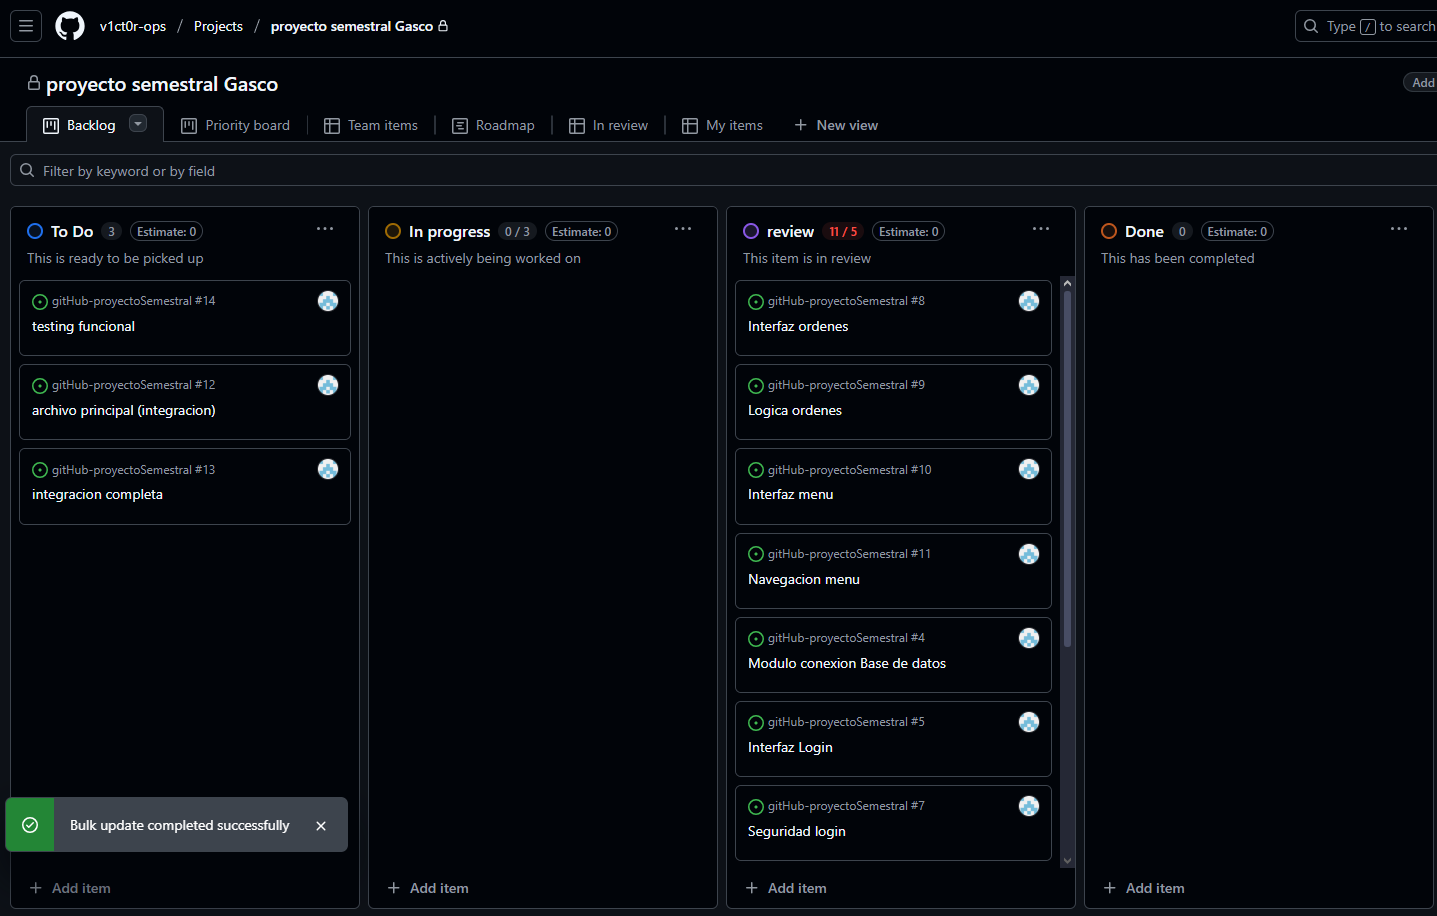 v1ct0r-ops / Projects / proyecto semestral Gasco
Type / to search
proyecto semestral Gasco
Add
Backlog
Priority board
Team items
Roadmap
In review
My items
New view
Filter by keyword or by field
To Do 3 Estimate: 0
This is ready to be picked up
gitHub-proyectoSemestral #14
testing funcional
gitHub-proyectoSemestral #12
archivo principal (integracion)
gitHub-proyectoSemestral #13
integracion completa
Bulk update completed successfully
Add item
In progress 0 / 3 Estimate: 0
This is actively being worked on
Add item
review 11 / 5 Estimate: 0
This item is in review
gitHub-proyectoSemestral #8
Interfaz ordenes
gitHub-proyectoSemestral #9
Logica ordenes
gitHub-proyectoSemestral #10
Interfaz menu
gitHub-proyectoSemestral #11
Navegacion menu
gitHub-proyectoSemestral #4
Modulo conexion Base de datos
gitHub-proyectoSemestral #5
Interfaz Login
gitHub-proyectoSemestral #7
Seguridad login
Add item
Done 0 Estimate: 0
This has been completed
Add item